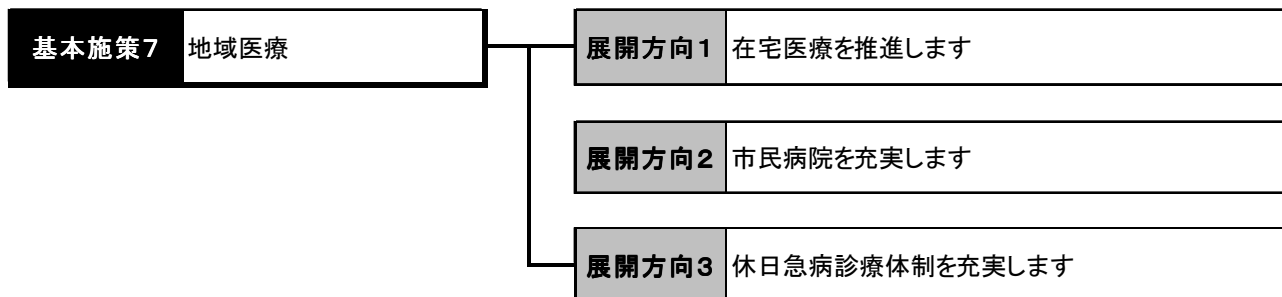 基本施策7 地域医療
展開方向1 在宅医療を推進します
展開方向2 市民病院を充実します
展開方向3 休日急病診療体制を充実します